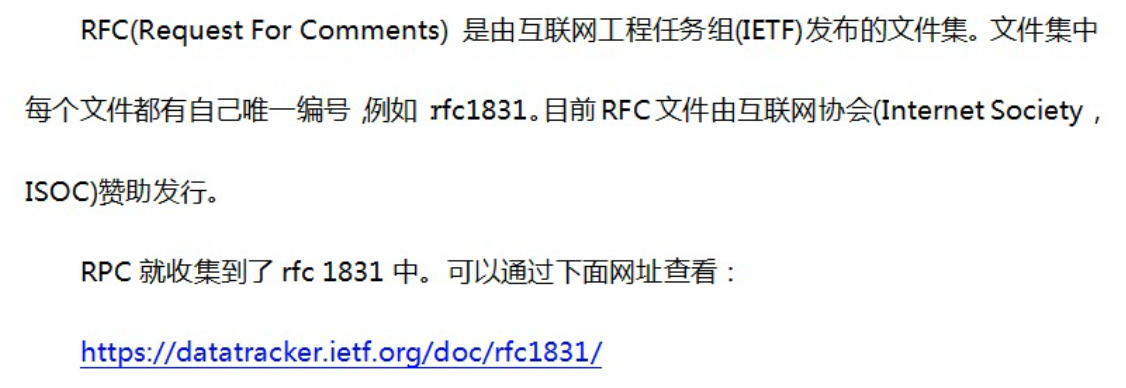 RFC(Request For Comments) 是由互联网工程任务组(IETF)发布的文件集。文件集中
每个文件都有自己唯一编号,例如 rfc1831。目前RFC文件由互联网协会(Internet Society,
ISOC)赞助发行。
RPC 就收集到了 rfc 1831 中。可以通过下面网址查看:
https://datatracker.ietf.org/doc/rfc1831/